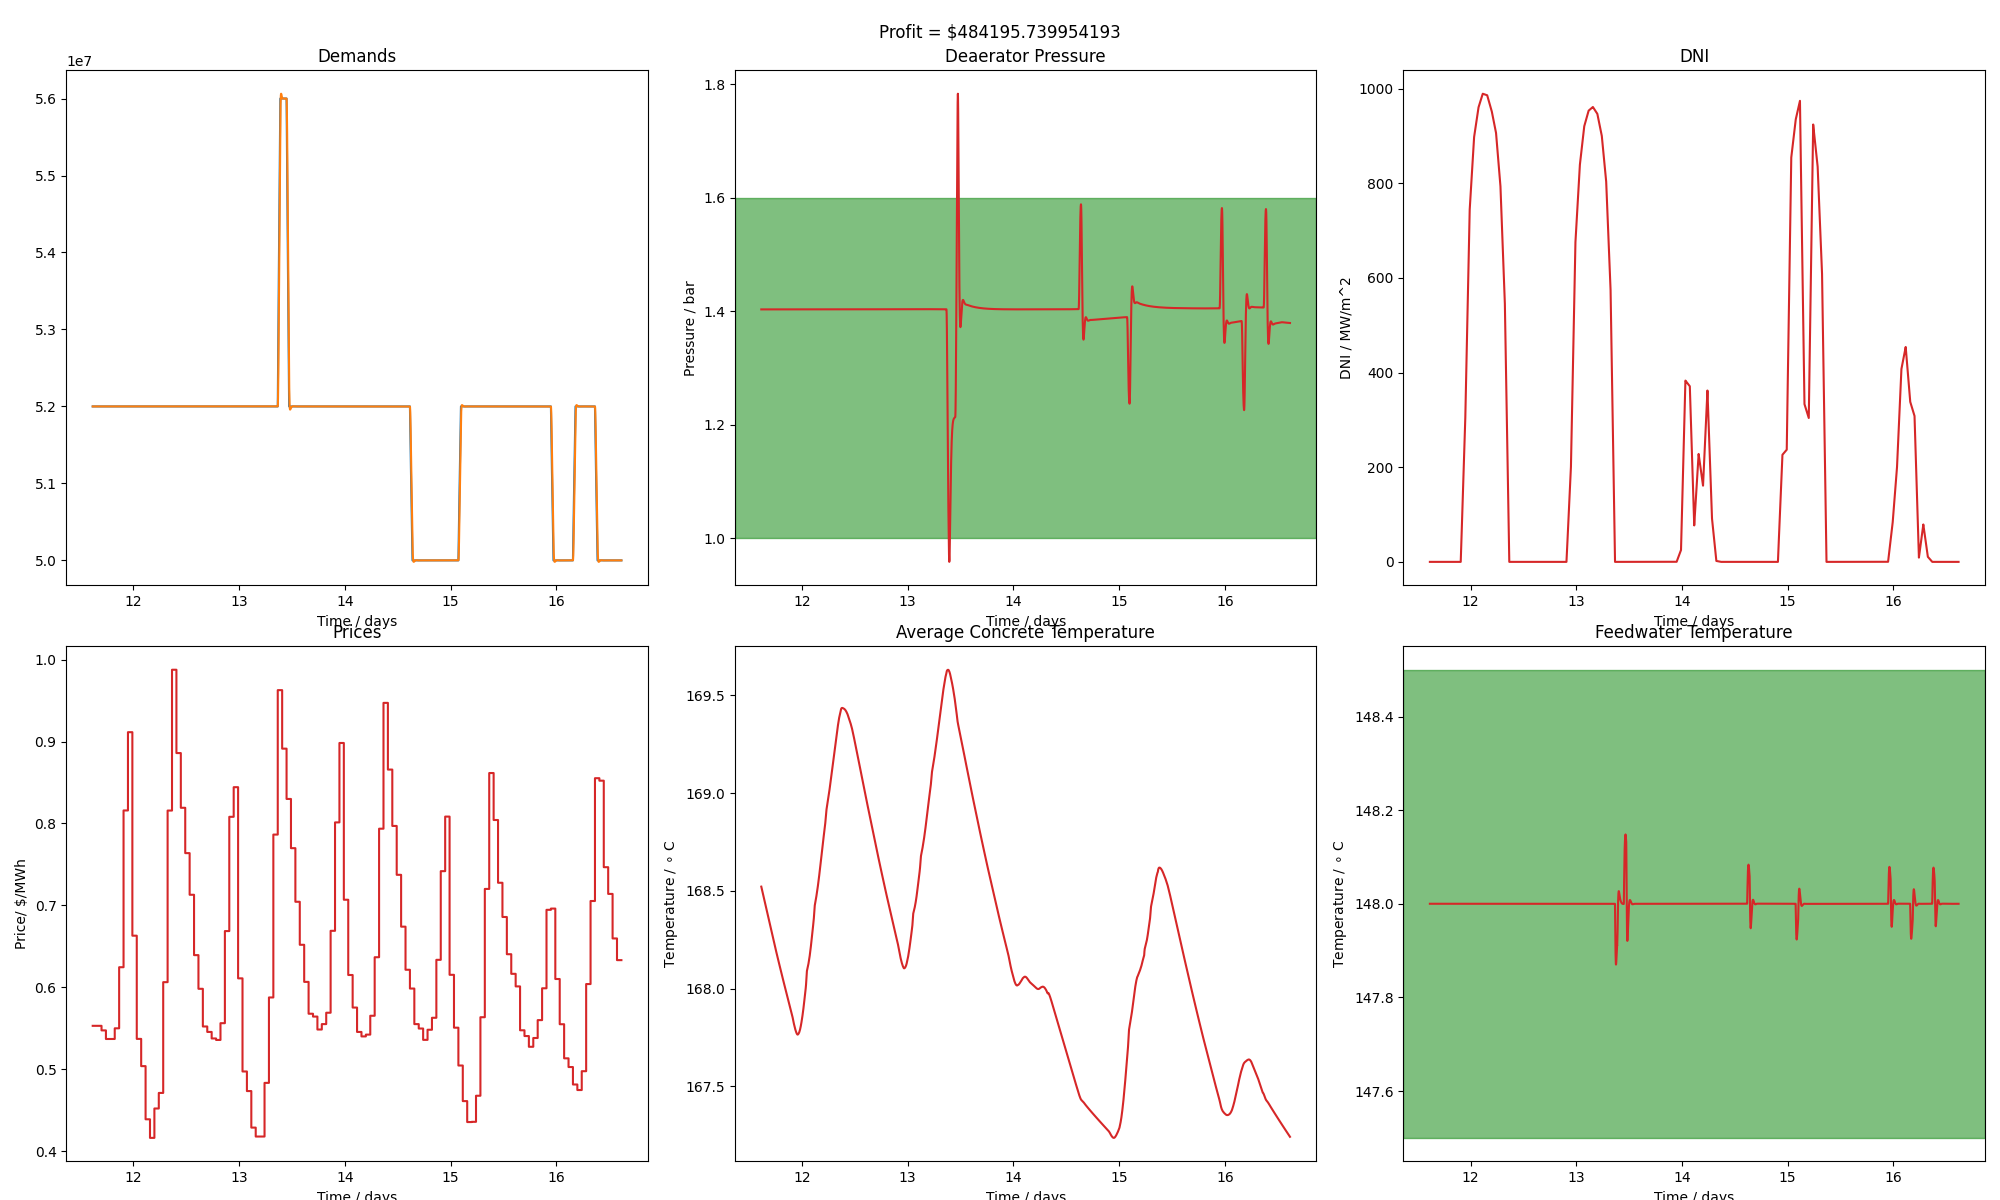 Profit = $484195.739954193
Demands
1e7
5.6
5.5
5.4
5.3
5.2
5.1
5.0
12 13 14 15 16
Time / days
Deaerator Pressure
Pressure / bar
1.8
1.6
1.4
1.2
1.0
12 13 14 15 16
Time / days
DNI
DNI / MW/m^2
1000
800
600
400
200
0
12 13 14 15 16
Time / days
Prices
Price/ $/MWh
1.0
0.9
0.8
0.7
0.6
0.5
0.4
12 13 14 15 16
Time / days
Average Concrete Temperature
Temperature / ∘ C
169.5
169.0
168.5
168.0
167.5
12 13 14 15 16
Time / days
Feedwater Temperature
Temperature / ∘ C
148.4
148.2
148.0
147.8
147.6
12 13 14 15 16
Time / days